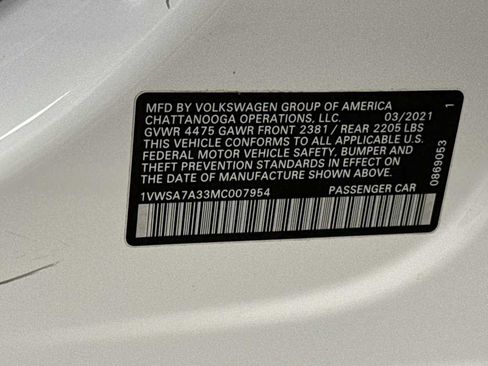 MFD BY VOLKSWAGEN GROUP OF AMERICA
CHATTANOOGA OPERATIONS, LLC. 03/2021
GVWR 4475 GAWR FRONT 2381 / REAR 2205 LBS
THIS VEHICLE CONFORMS TO ALL APPLICABLE U.S.
FEDERAL MOTOR VEHICLE SAFETY, BUMPER AND
THEFT PREVENTION STANDARDS IN EFFECT ON
THE DATE OF MANUFACTURE SHOWN ABOVE.
1VWSA7A33MC007954 PASSENGER CAR
0869053 1